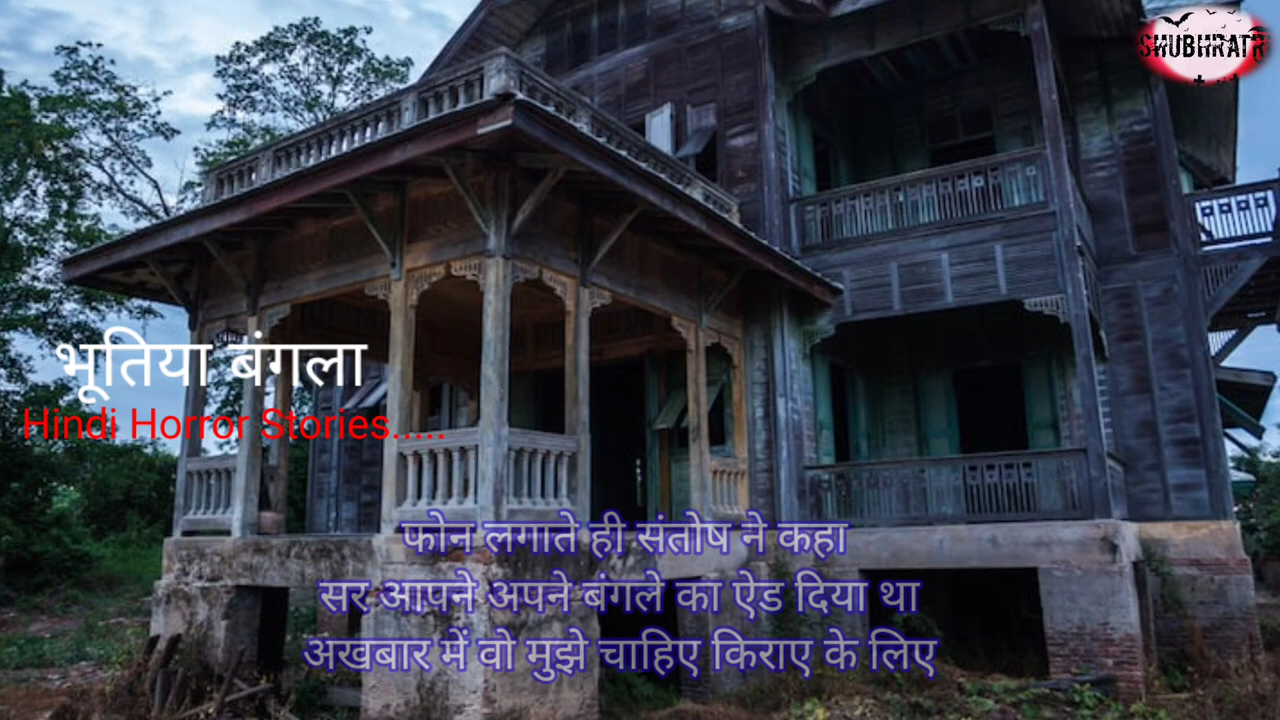 SHUBHRATR
भूतिया बंगला
Hindi Horror Stories.....
फोन लगाते ही संतोष ने कहा
सर आपने अपने बंगले का ऐड दिया था
अखबार में वो मुझे चाहिए किराए के लिए